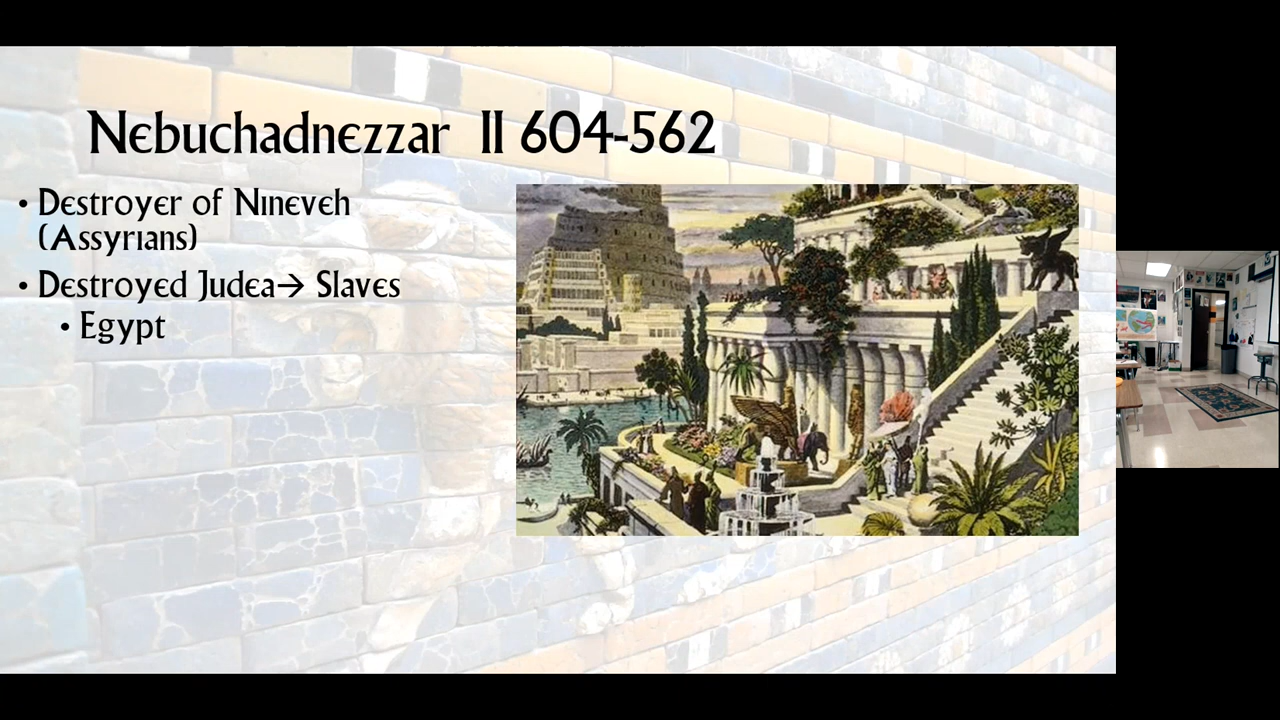 Nebuchadnezzar II 604-562
• Destroyer of Nineveh
(Assyrians)
• Destroyed Judea→ Slaves
• Egypt